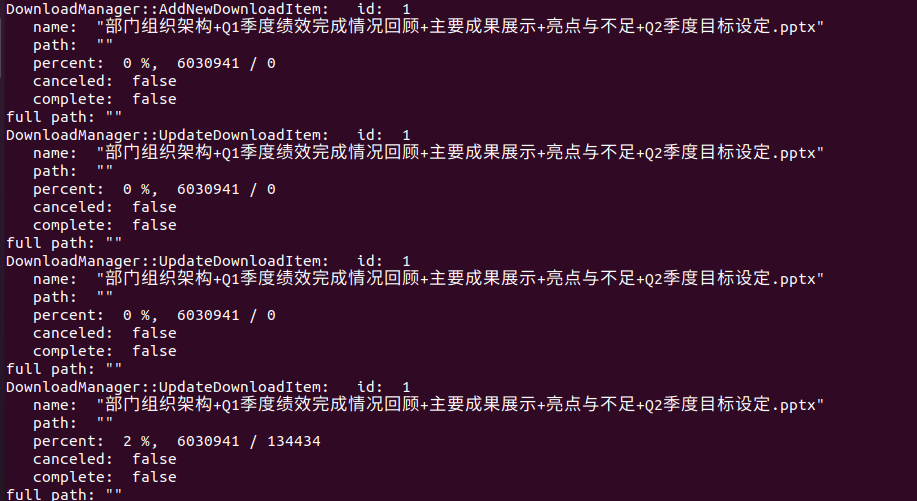 DownloadManager::AddNewDownloadItem:   id:  1
   name:  "部门组织架构+Q1季度绩效完成情况回顾+主要成果展示+亮点与不足+Q2季度目标设定.pptx"
   path:  ""
   percent:  0 %,  6030941 / 0
   canceled:  false
   complete:  false
full path: ""
DownloadManager::UpdateDownloadItem:   id:  1
   name:  "部门组织架构+Q1季度绩效完成情况回顾+主要成果展示+亮点与不足+Q2季度目标设定.pptx"
   path:  ""
   percent:  0 %,  6030941 / 0
   canceled:  false
   complete:  false
full path: ""
DownloadManager::UpdateDownloadItem:   id:  1
   name:  "部门组织架构+Q1季度绩效完成情况回顾+主要成果展示+亮点与不足+Q2季度目标设定.pptx"
   path:  ""
   percent:  0 %,  6030941 / 0
   canceled:  false
   complete:  false
full path: ""
DownloadManager::UpdateDownloadItem:   id:  1
   name:  "部门组织架构+Q1季度绩效完成情况回顾+主要成果展示+亮点与不足+Q2季度目标设定.pptx"
   path:  ""
   percent:  2 %,  6030941 / 134434
   canceled:  false
   complete:  false
full path: ""